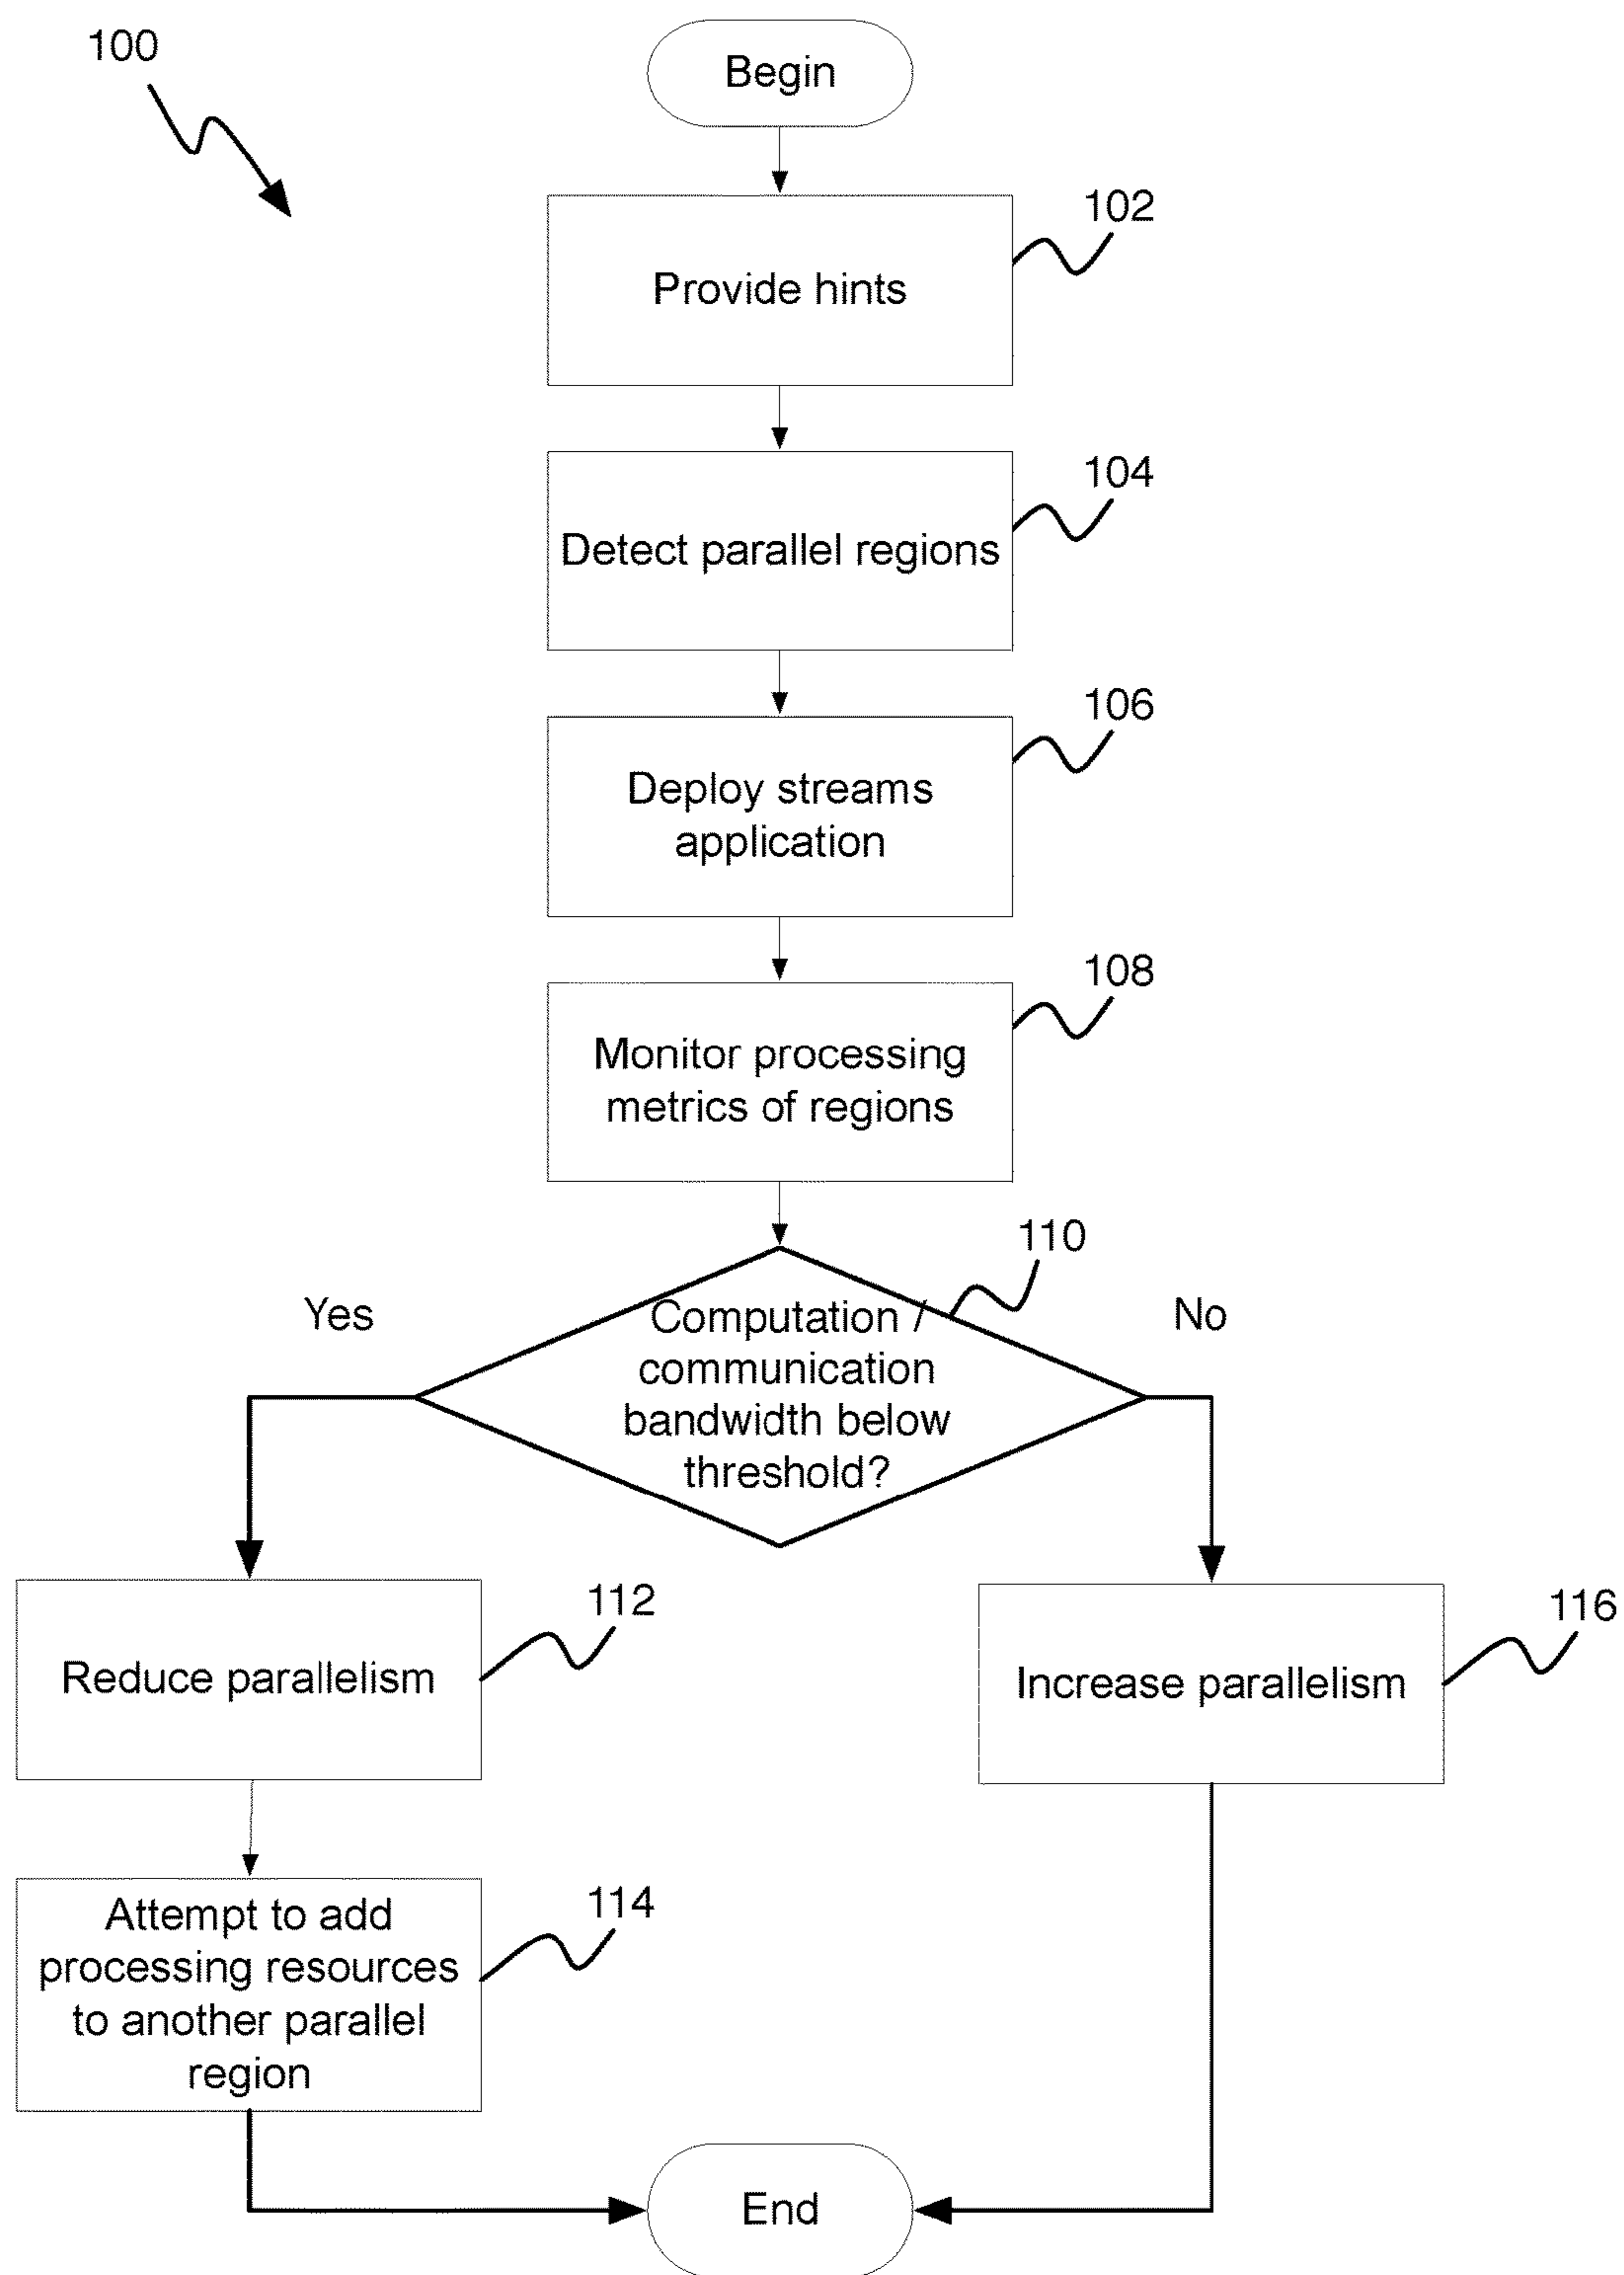 100
Begin
102
Provide hints
104
Detect parallel regions
106
Deploy streams
application
108
Monitor processing
metrics of regions
110
Yes
Computation /
communication
bandwidth below
threshold?
No
112
Reduce parallelism
116
Increase parallelism
114
Attempt to add
processing resources
to another parallel
region
End